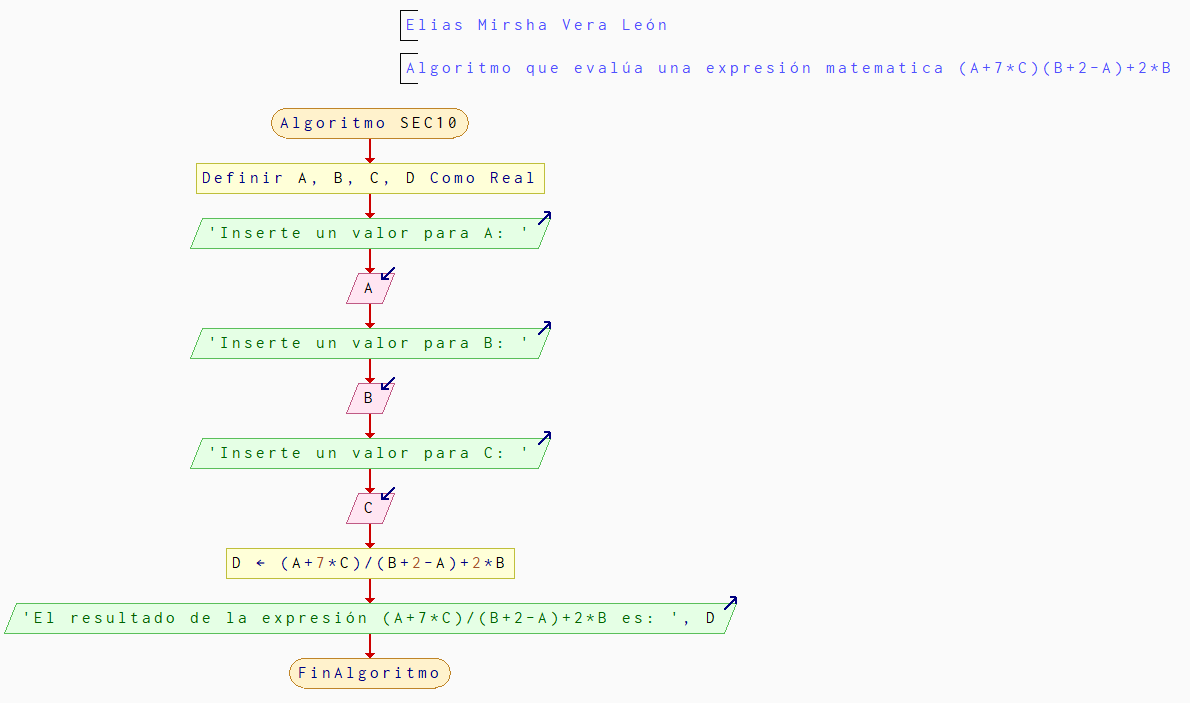 Elias Mirsha Vera León
Algoritmo que evalúa una expresión matematica (A+7*C)(B+2-A)+2*B
Algoritmo SEC10
Definir A, B, C, D Como Real
'Inserte un valor para A: '
A
'Inserte un valor para B: '
B
'Inserte un valor para C: '
C
D ← (A+7*C)/(B+2-A)+2*B
'El resultado de la expresión (A+7*C)/(B+2-A)+2*B es: ', D
FinAlgoritmo